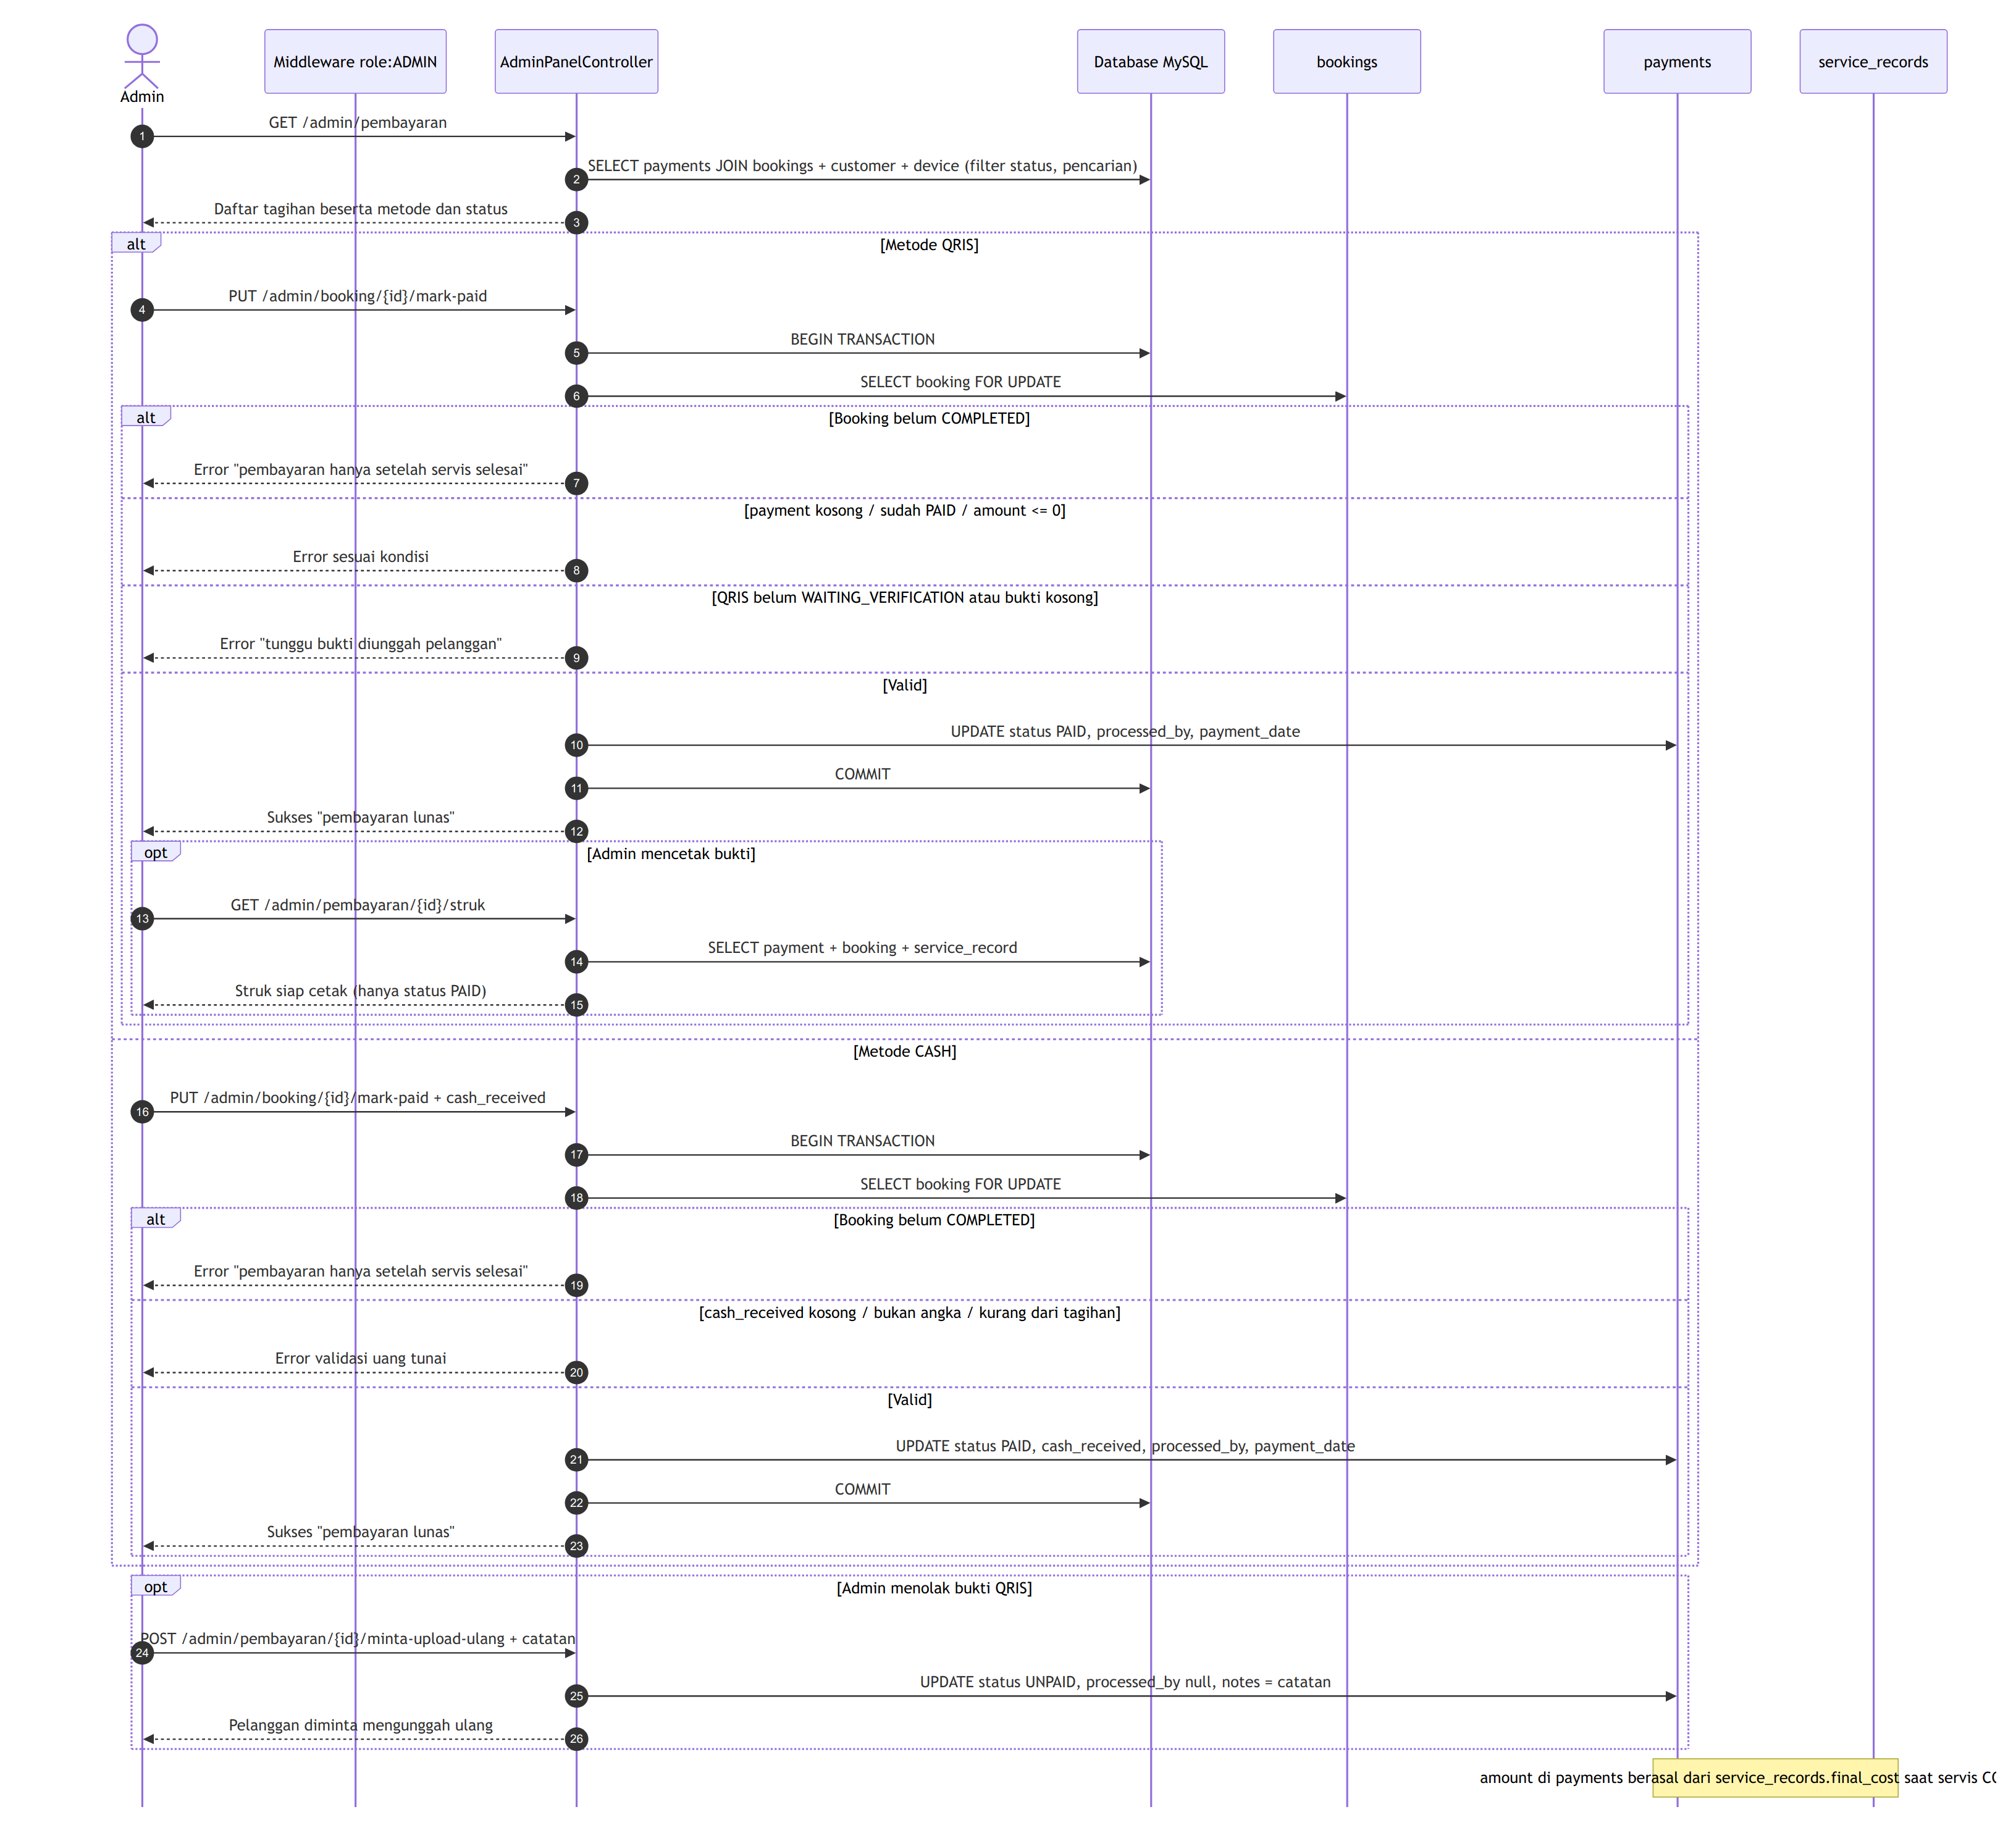 Admin
Middleware role:ADMIN
AdminPanelController
Database MySQL
bookings
payments
service_records
1
GET /admin/pembayaran
2
SELECT payments JOIN bookings + customer + device (filter status, pencarian)
3
Daftar tagihan beserta metode dan status
alt
[Metode QRIS]
4
PUT /admin/booking/{id}/mark-paid
5
BEGIN TRANSACTION
6
SELECT booking FOR UPDATE
alt
[Booking belum COMPLETED]
7
Error "pembayaran hanya setelah servis selesai"
[payment kosong / sudah PAID / amount <= 0]
8
Error sesuai kondisi
[QRIS belum WAITING_VERIFICATION atau bukti kosong]
9
Error "tunggu bukti diunggah pelanggan"
[Valid]
10
UPDATE status PAID, processed_by, payment_date
11
COMMIT
12
Sukses "pembayaran lunas"
opt
[Admin mencetak bukti]
13
GET /admin/pembayaran/{id}/struk
14
SELECT payment + booking + service_record
15
Struk siap cetak (hanya status PAID)
[Metode CASH]
16
PUT /admin/booking/{id}/mark-paid + cash_received
17
BEGIN TRANSACTION
18
SELECT booking FOR UPDATE
alt
[Booking belum COMPLETED]
19
Error "pembayaran hanya setelah servis selesai"
[cash_received kosong / bukan angka / kurang dari tagihan]
20
Error validasi uang tunai
[Valid]
21
UPDATE status PAID, cash_received, processed_by, payment_date
22
COMMIT
23
Sukses "pembayaran lunas"
opt
[Admin menolak bukti QRIS]
24
POST /admin/pembayaran/{id}/minta-upload-ulang + catatan
25
UPDATE status UNPAID, processed_by null, notes = catatan
26
Pelanggan diminta mengunggah ulang
amount di payments berasal dari service_records.final_cost saat servis